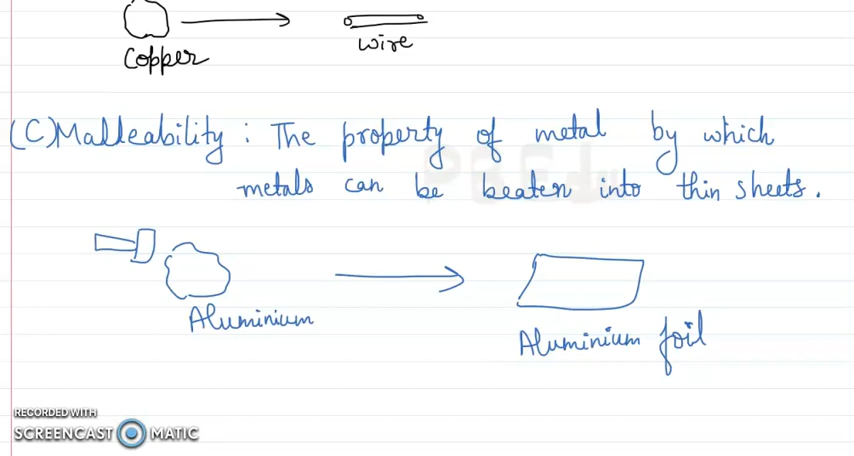 Copper
wire
(C) Malleability : The property of metal by which
metals can be beaten into thin sheets.
Aluminium
Aluminium foil
RECORDED WITH
SCREENCAST MATIC